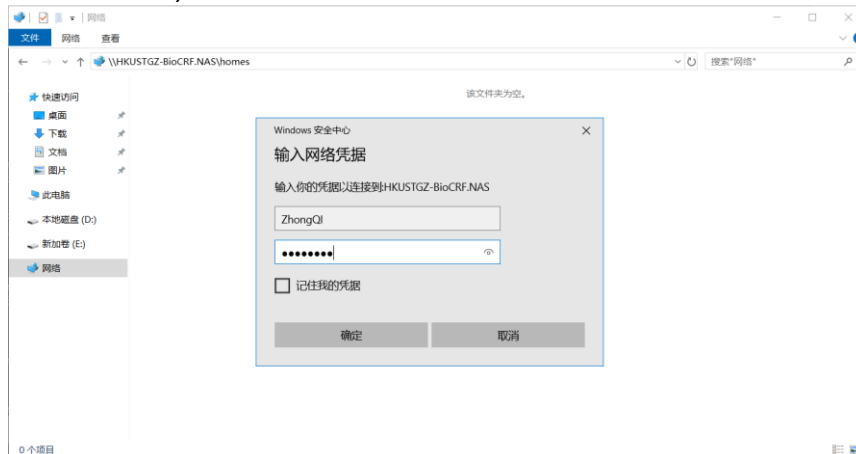 网络
文件 网络 查看
\\HKUSTGZ-BioCRF.NAS\homes
搜索"网络"
快速访问
桌面
下载
文档
图片
此电脑
本地磁盘 (D:)
新加卷 (E:)
网络
该文件夹为空。
Windows 安全中心
输入网络凭据
输入你的凭据以连接到:HKUSTGZ-BioCRF.NAS
ZhongQI
●●●●●●●●
记住我的凭据
确定 取消
0 个项目